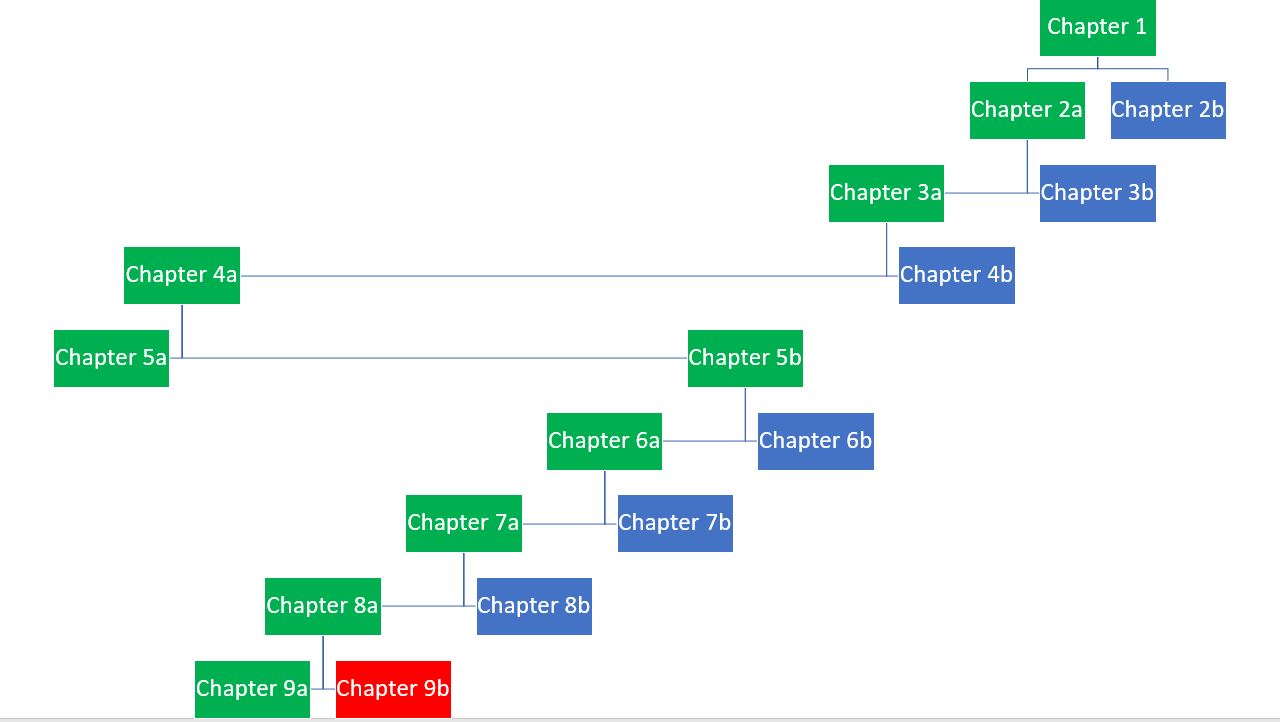 Chapter 1
Chapter 2a
Chapter 2b
Chapter 3a
Chapter 3b
Chapter 4a
Chapter 4b
Chapter 5a
Chapter 5b
Chapter 6a
Chapter 6b
Chapter 7a
Chapter 7b
Chapter 8a
Chapter 8b
Chapter 9a
Chapter 9b